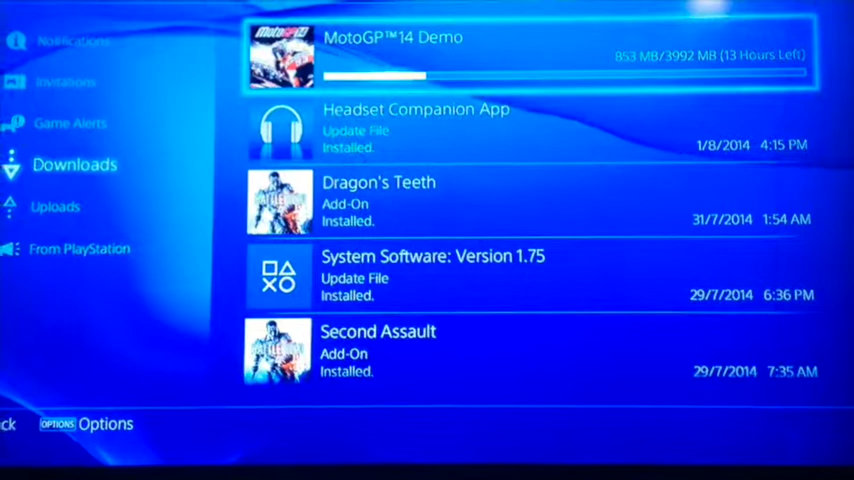 Notifications
Invitations
Game Alerts
Downloads
Uploads
From PlayStation
MotoGP™14 Demo
853 MB/3992 MB (13 Hours Left)
Headset Companion App
Update File
Installed.
1/8/2014 4:15 PM
Dragon's Teeth
Add-On
Installed.
31/7/2014 1:54 AM
System Software: Version 1.75
Update File
Installed.
29/7/2014 6:36 PM
Second Assault
Add-On
Installed.
29/7/2014 7:35 AM
ck
OPTIONS Options